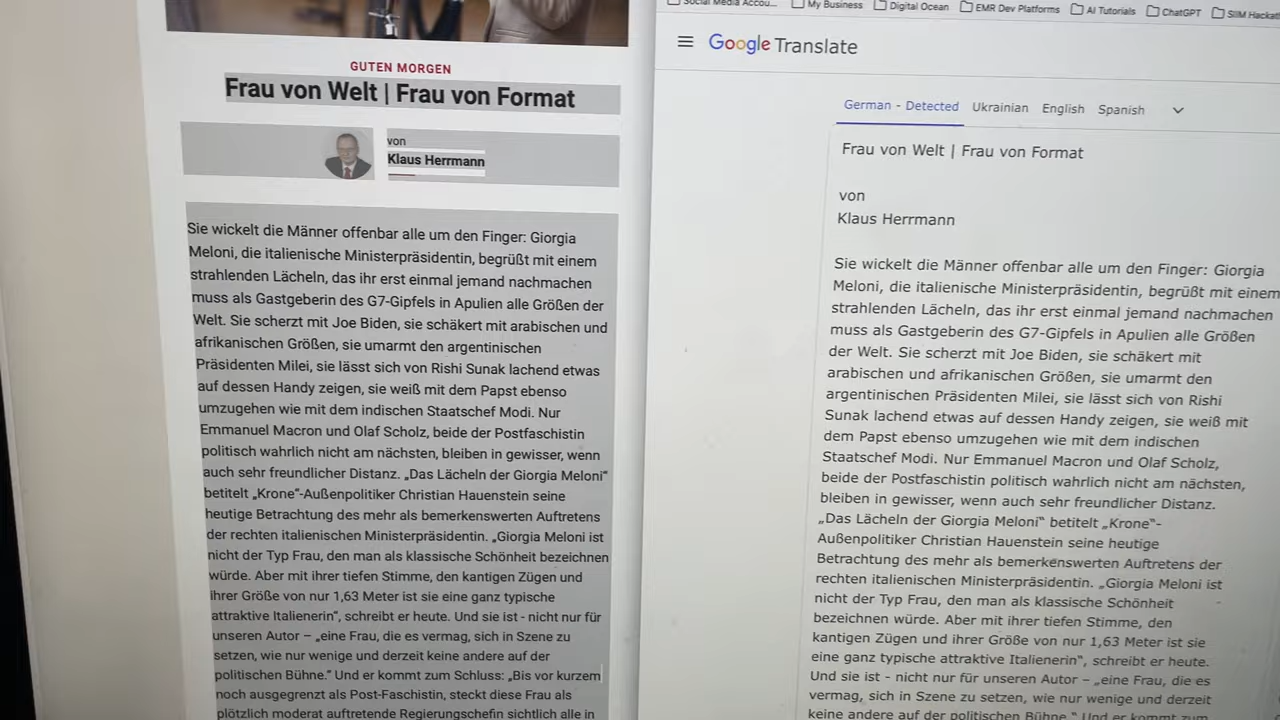 GUTEN MORGEN
Frau von Welt | Frau von Format
von
Klaus Herrmann
Sie wickelt die Männer offenbar alle um den Finger: Giorgia
Meloni, die italienische Ministerpräsidentin, begrüßt mit einem
strahlenden Lächeln, das ihr erst einmal jemand nachmachen
muss als Gastgeberin des G7-Gipfels in Apulien alle Größen der
Welt. Sie scherzt mit Joe Biden, sie schäkert mit arabischen und
afrikanischen Größen, sie umarmt den argentinischen
Präsidenten Milei, sie lässt sich von Rishi Sunak lachend etwas
auf dessen Handy zeigen, sie weiß mit dem Papst ebenso
umzugehen wie mit dem indischen Staatschef Modi. Nur
Emmanuel Macron und Olaf Scholz, beide der Postfaschistin
politisch wahrlich nicht am nächsten, bleiben in gewisser, wenn
auch sehr freundlicher Distanz. „Das Lächeln der Giorgia Meloni“
betitelt „Krone“-Außenpolitiker Christian Hauenstein seine
heutige Betrachtung des mehr als bemerkenswerten Auftretens
der rechten italienischen Ministerpräsidentin. „Giorgia Meloni ist
nicht der Typ Frau, den man als klassische Schönheit bezeichnen
würde. Aber mit ihrer tiefen Stimme, den kantigen Zügen und
ihrer Größe von nur 1,63 Meter ist sie eine ganz typische
attraktive Italienerin“, schreibt er heute. Und sie ist - nicht nur für
unseren Autor – „eine Frau, die es vermag, sich in Szene zu
setzen, wie nur wenige und derzeit keine andere auf der
politischen Bühne.“ Und er kommt zum Schluss: „Bis vor kurzem
noch ausgegrenzt als Post-Faschistin, steckt diese Frau als
plötzlich moderat auftretende Regierungschefin sichtlich alle in
Social Media Accou... My Business Digital Ocean EMR Dev Platforms AI Tutorials ChatGPT SIIM Hacka
Google Translate
German - Detected Ukrainian English Spanish
Frau von Welt | Frau von Format
von
Klaus Herrmann
Sie wickelt die Männer offenbar alle um den Finger: Giorgia
Meloni, die italienische Ministerpräsidentin, begrüßt mit einem
strahlenden Lächeln, das ihr erst einmal jemand nachmachen
muss als Gastgeberin des G7-Gipfels in Apulien alle Größen
der Welt. Sie scherzt mit Joe Biden, sie schäkert mit
arabischen und afrikanischen Größen, sie umarmt den
argentinischen Präsidenten Milei, sie lässt sich von Rishi
Sunak lachend etwas auf dessen Handy zeigen, sie weiß mit
dem Papst ebenso umzugehen wie mit dem indischen
Staatschef Modi. Nur Emmanuel Macron und Olaf Scholz,
beide der Postfaschistin politisch wahrlich nicht am nächsten,
bleiben in gewisser, wenn auch sehr freundlicher Distanz.
„Das Lächeln der Giorgia Meloni“ betitelt „Krone“-
Außenpolitiker Christian Hauenstein seine heutige
Betrachtung des mehr als bemerkenswerten Auftretens der
rechten italienischen Ministerpräsidentin. „Giorgia Meloni ist
nicht der Typ Frau, den man als klassische Schönheit
bezeichnen würde. Aber mit ihrer tiefen Stimme, den
kantigen Zügen und ihrer Größe von nur 1,63 Meter ist sie
eine ganz typische attraktive Italienerin“, schreibt er heute.
Und sie ist - nicht nur für unseren Autor – „eine Frau, die es
vermag, sich in Szene zu setzen, wie nur wenige und derzeit
keine andere auf der politischen Bühne.“ Und er kommt zum